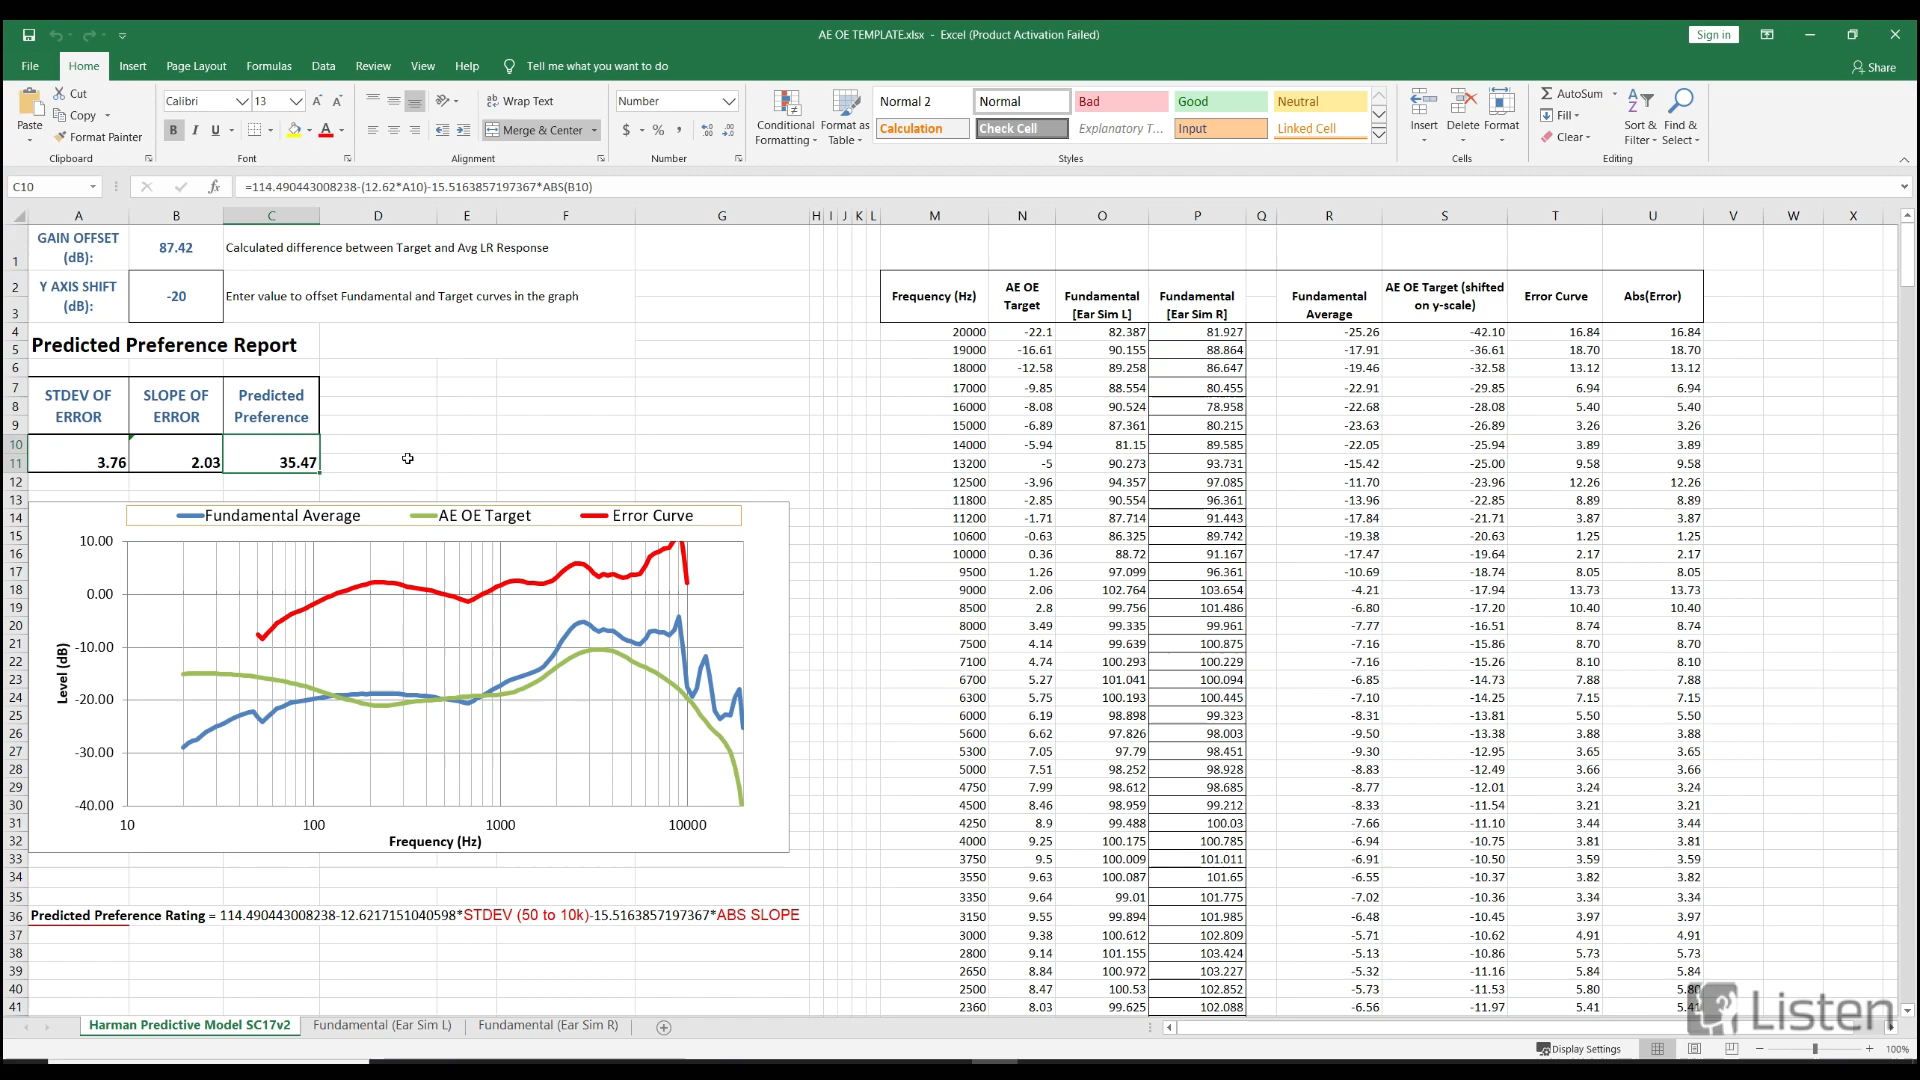 AE OE TEMPLATE.xlsx - Excel (Product Activation Failed)
Sign in
File Home Insert Page Layout Formulas Data Review View Help Tell me what you want to do Share
Paste Cut Copy Format Painter Clipboard
Calibri 13 Font
Wrap Text Merge & Center Alignment
Number Number
Conditional Formatting Format as Table
Normal 2 Normal Bad Good Neutral
Calculation Check Cell Explanatory T... Input Linked Cell
Styles
Insert Delete Format Cells
AutoSum Fill Clear Sort & Filter Find & Select Editing
C10 =114.490443008238-(12.62*A10)-15.5163857197367*ABS(B10)
A B C D E F G H I J K L M N O P Q R S T U V W X
GAIN OFFSET (dB): 87.42 Calculated difference between Target and Avg LR Response
Y AXIS SHIFT (dB): -20 Enter value to offset Fundamental and Target curves in the graph
Predicted Preference Report
STDEV OF ERROR SLOPE OF ERROR Predicted Preference
3.76 2.03 35.47
Fundamental Average AE OE Target Error Curve
10.00
0.00
-10.00
-20.00
-30.00
-40.00
Level (dB)
10 100 1000 10000
Frequency (Hz)
Predicted Preference Rating = 114.490443008238-12.6217151040598*STDEV (50 to 10k)-15.5163857197367*ABS SLOPE
Frequency (Hz) AE OE Target Fundamental [Ear Sim L] Fundamental [Ear Sim R] Fundamental Average AE OE Target (shifted on y-scale) Error Curve Abs(Error)
20000 -22.1 82.387 81.927 -25.26 -42.10 16.84 16.84
19000 -16.61 90.155 88.864 -17.91 -36.61 18.70 18.70
18000 -12.58 89.258 86.647 -19.46 -32.58 13.12 13.12
17000 -9.85 88.554 80.455 -22.91 -29.85 6.94 6.94
16000 -8.08 90.524 78.958 -22.68 -28.08 5.40 5.40
15000 -6.89 87.361 80.215 -23.63 -26.89 3.26 3.26
14000 -5.94 81.15 89.585 -22.05 -25.94 3.89 3.89
13200 -5 90.273 93.731 -15.42 -25.00 9.58 9.58
12500 -3.96 94.357 97.085 -11.70 -23.96 12.26 12.26
11800 -2.85 90.554 96.361 -13.96 -22.85 8.89 8.89
11200 -1.71 87.714 91.443 -17.84 -21.71 3.87 3.87
10600 -0.63 86.325 89.742 -19.38 -20.63 1.25 1.25
10000 0.36 88.72 91.167 -17.47 -19.64 2.17 2.17
9500 1.26 97.099 96.361 -10.69 -18.74 8.05 8.05
9000 2.06 102.764 103.654 -4.21 -17.94 13.73 13.73
8500 2.8 99.756 101.486 -6.80 -17.20 10.40 10.40
8000 3.49 99.335 99.961 -7.77 -16.51 8.74 8.74
7500 4.14 99.639 100.875 -7.16 -15.86 8.70 8.70
7100 4.74 100.293 100.229 -7.16 -15.26 8.10 8.10
6700 5.27 101.041 100.094 -6.85 -14.73 7.88 7.88
6300 5.75 100.193 100.445 -7.10 -14.25 7.15 7.15
6000 6.19 98.898 99.323 -8.31 -13.81 5.50 5.50
5600 6.62 97.826 98.003 -9.50 -13.38 3.88 3.88
5300 7.05 97.79 98.451 -9.30 -12.95 3.65 3.65
5000 7.51 98.252 98.928 -8.83 -12.49 3.66 3.66
4750 7.99 98.612 98.685 -8.77 -12.01 3.24 3.24
4500 8.46 98.959 99.212 -8.33 -11.54 3.21 3.21
4250 8.9 99.488 100.03 -7.66 -11.10 3.44 3.44
4000 9.25 100.175 100.785 -6.94 -10.75 3.81 3.81
3750 9.5 100.009 101.011 -6.91 -10.50 3.59 3.59
3550 9.63 100.087 101.65 -6.55 -10.37 3.82 3.82
3350 9.64 99.01 101.775 -7.02 -10.36 3.34 3.34
3150 9.55 99.894 101.985 -6.48 -10.45 3.97 3.97
3000 9.38 100.612 102.809 -5.71 -10.62 4.91 4.91
2800 9.14 101.155 103.424 -5.13 -10.86 5.73 5.73
2650 8.84 100.972 103.227 -5.32 -11.16 5.84 5.84
2500 8.47 100.53 102.852 -5.73 -11.53 5.80 5.80
2360 8.03 99.625 102.088 -6.56 -11.97 5.41 5.41
Listen
Harman Predictive Model SC17v2 Fundamental (Ear Sim L) Fundamental (Ear Sim R)
Display Settings 100%